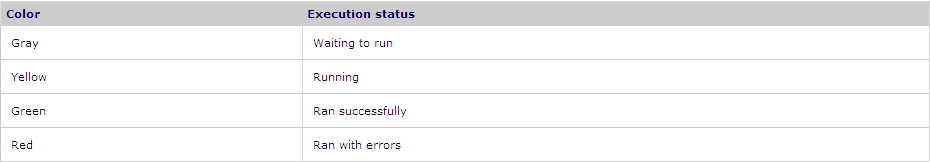 Color Execution status
Gray Waiting to run
Yellow Running
Green Ran successfully
Red Ran with errors